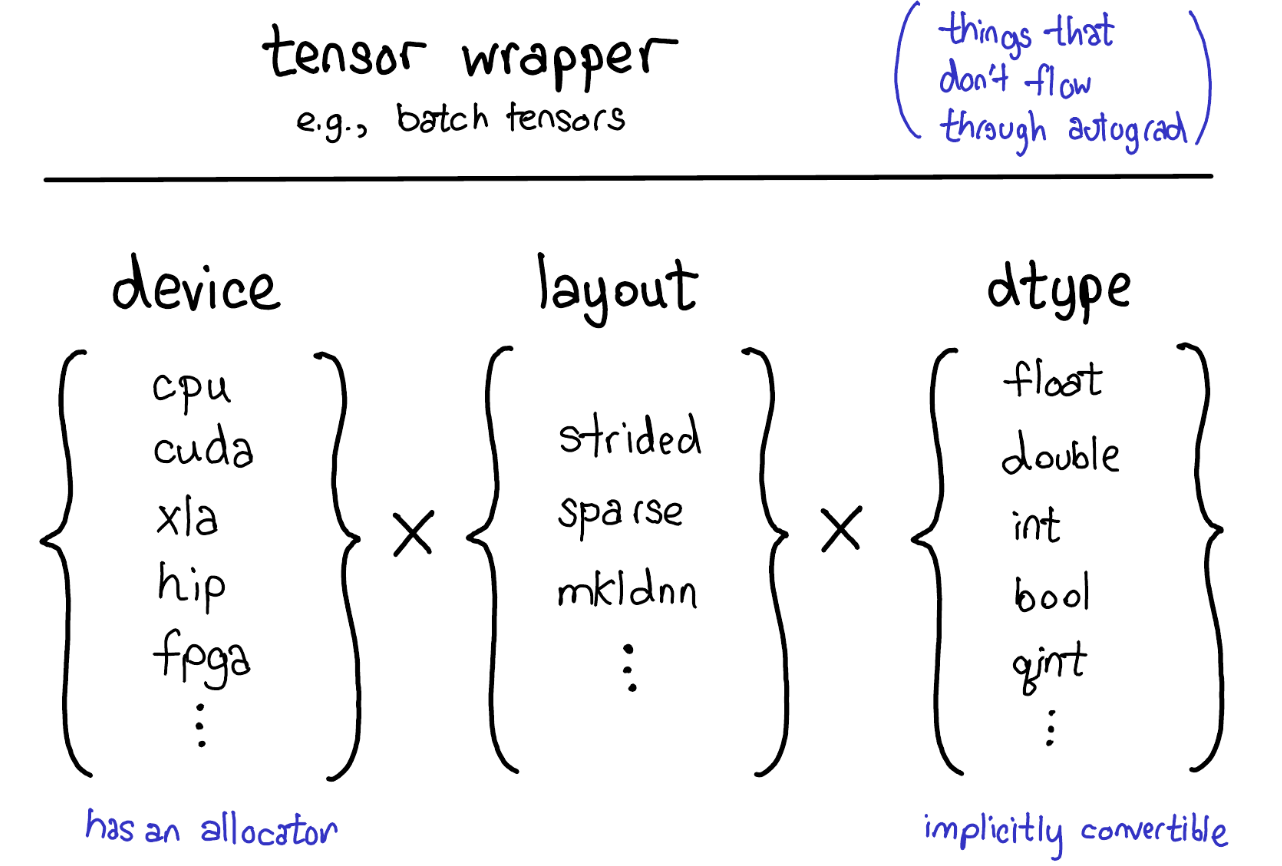 tensor wrapper
e.g., batch tensors
( things that
don't flow
through autograd )
device
layout
dtype
{ cpu
cuda
xla
hip
fpga
⋮ }
×
{ strided
sparse
mkldnn
⋮ }
×
{ float
double
int
bool
qint
⋮ }
has an allocator
implicitly convertible